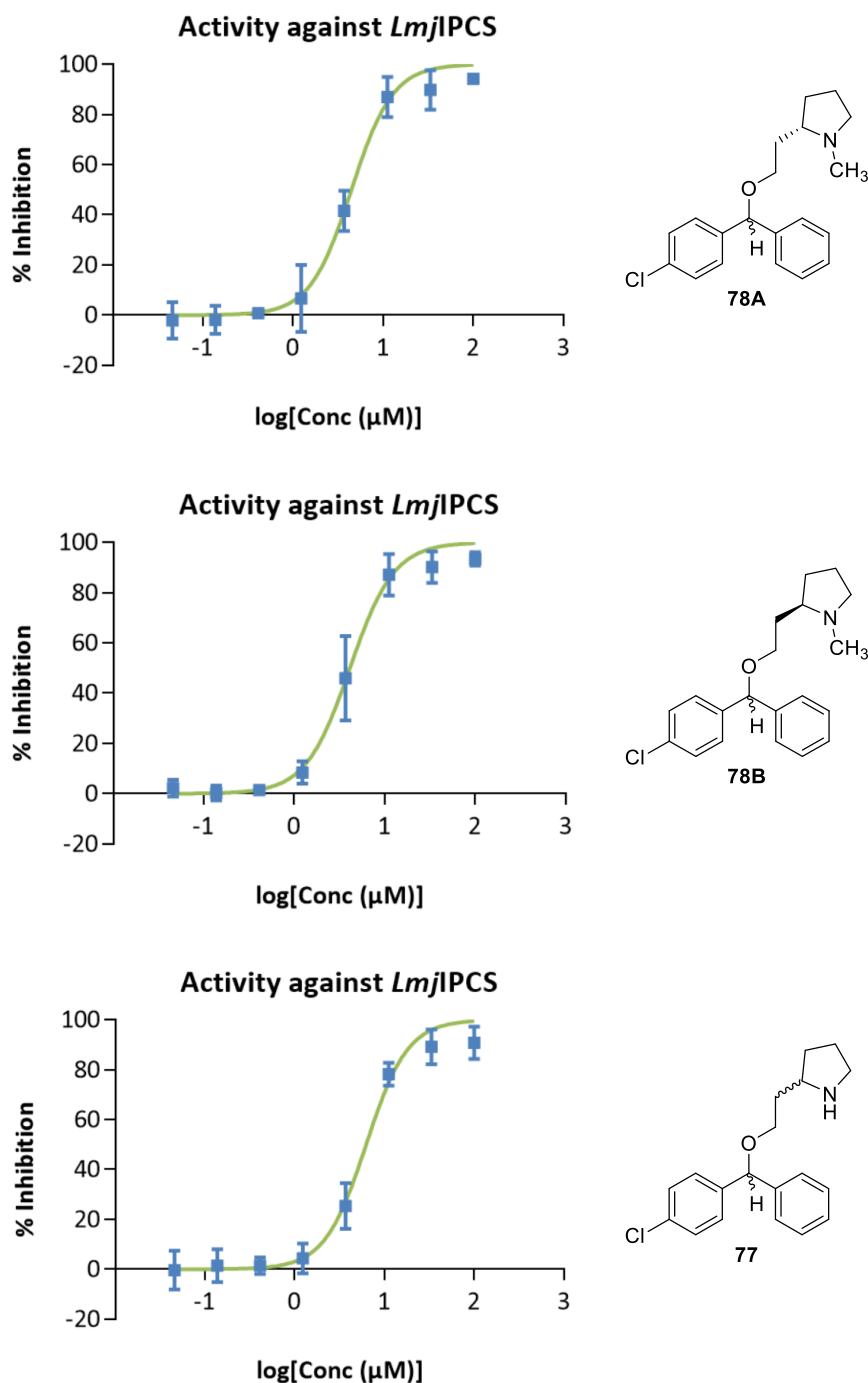 Activity against LmjIPCS
100
80
60
40
20
0
-20
-1
0
1
2
3
% Inhibition
log[Conc (µM)]
N
CH3
O
H
Cl
78A
Activity against LmjIPCS
100
80
60
40
20
0
-20
-1
0
1
2
3
% Inhibition
log[Conc (µM)]
N
CH3
O
H
Cl
78B
Activity against LmjIPCS
100
80
60
40
20
0
-20
-1
0
1
2
3
% Inhibition
log[Conc (µM)]
N
H
O
H
Cl
77